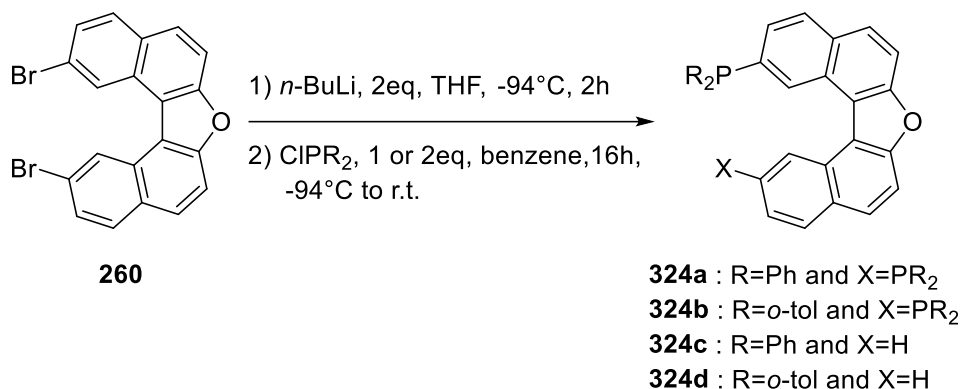 Br
Br
O
260
1) n-BuLi, 2eq, THF, -94°C, 2h
2) ClPR₂, 1 or 2eq, benzene,16h,
-94°C to r.t.
R₂P
O
X
324a : R=Ph and X=PR₂
324b : R=o-tol and X=PR₂
324c : R=Ph and X=H
324d : R=o-tol and X=H